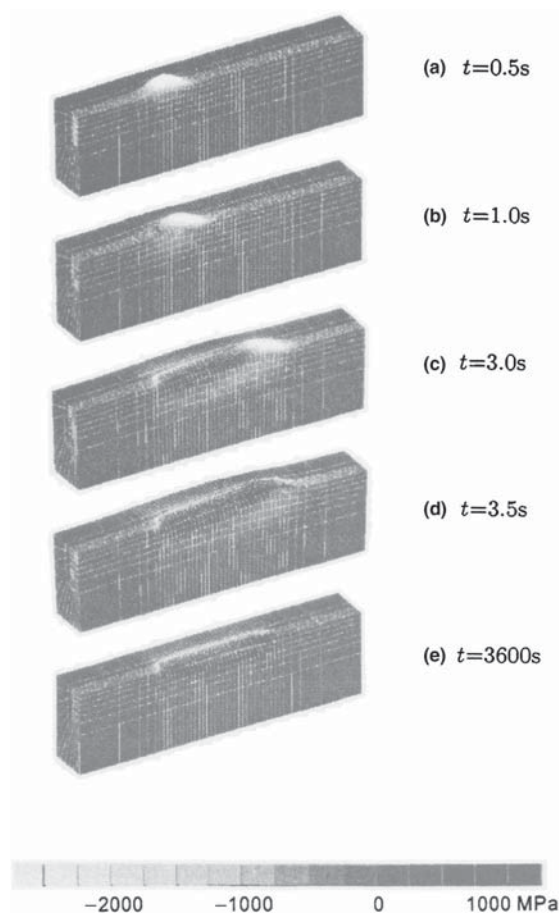 (a) t=0.5s
(b) t=1.0s
(c) t=3.0s
(d) t=3.5s
(e) t=3600s
−2000 −1000 0 1000 MPa